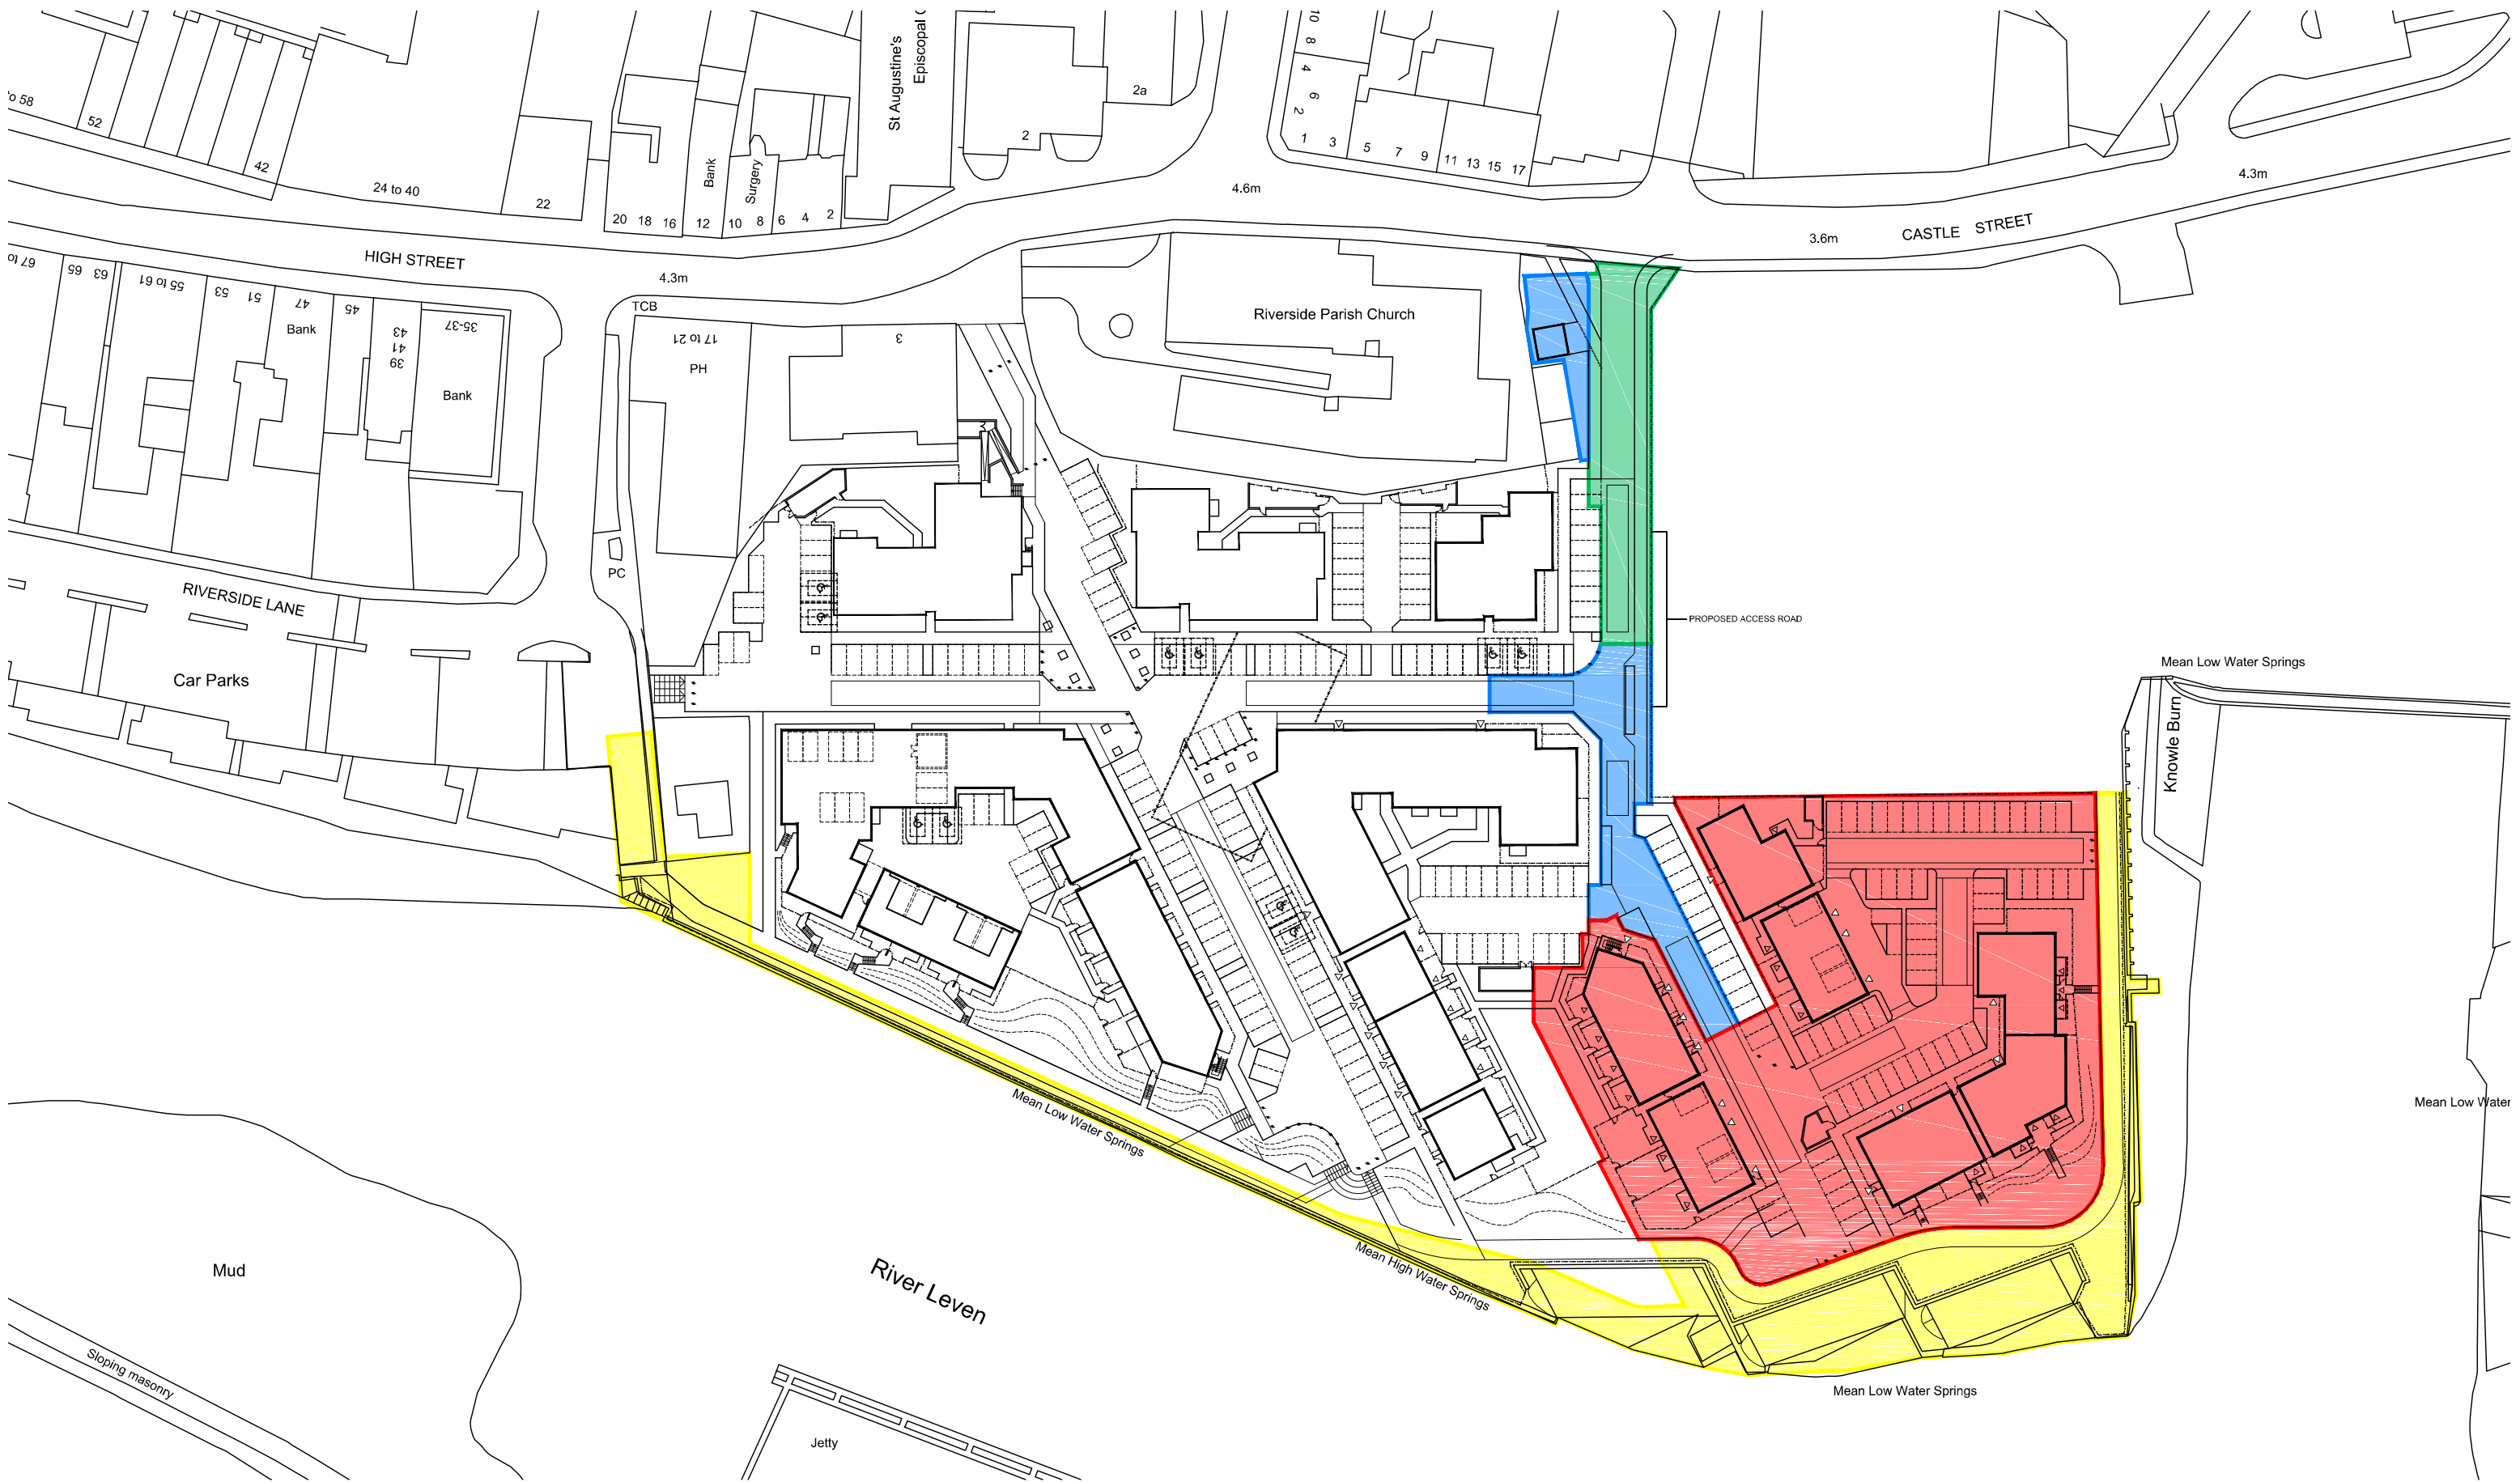 St Augustine's
Episcopal
10
8
4
6
2
1
3
5
7
9
11
13
15
17
2a
2
to 58
52
42
24 to 40
22
20
18
16
Bank
12
Surgery
10
8
6
4
2
4.6m
4.3m
3.6m
CASTLE STREET
HIGH STREET
4.3m
67 to
65
63
55 to 61
53
51
47
Bank
45
43
41
39
35-37
Bank
TCB
17 to 21
PH
3
Riverside Parish Church
PC
RIVERSIDE LANE
Car Parks
PROPOSED ACCESS ROAD
Mean Low Water Springs
Knowle Burn
Mean Low Water
Mean Low Water Springs
Mean High Water Springs
River Leven
Mud
Sloping masonry
Jetty
Mean Low Water Springs